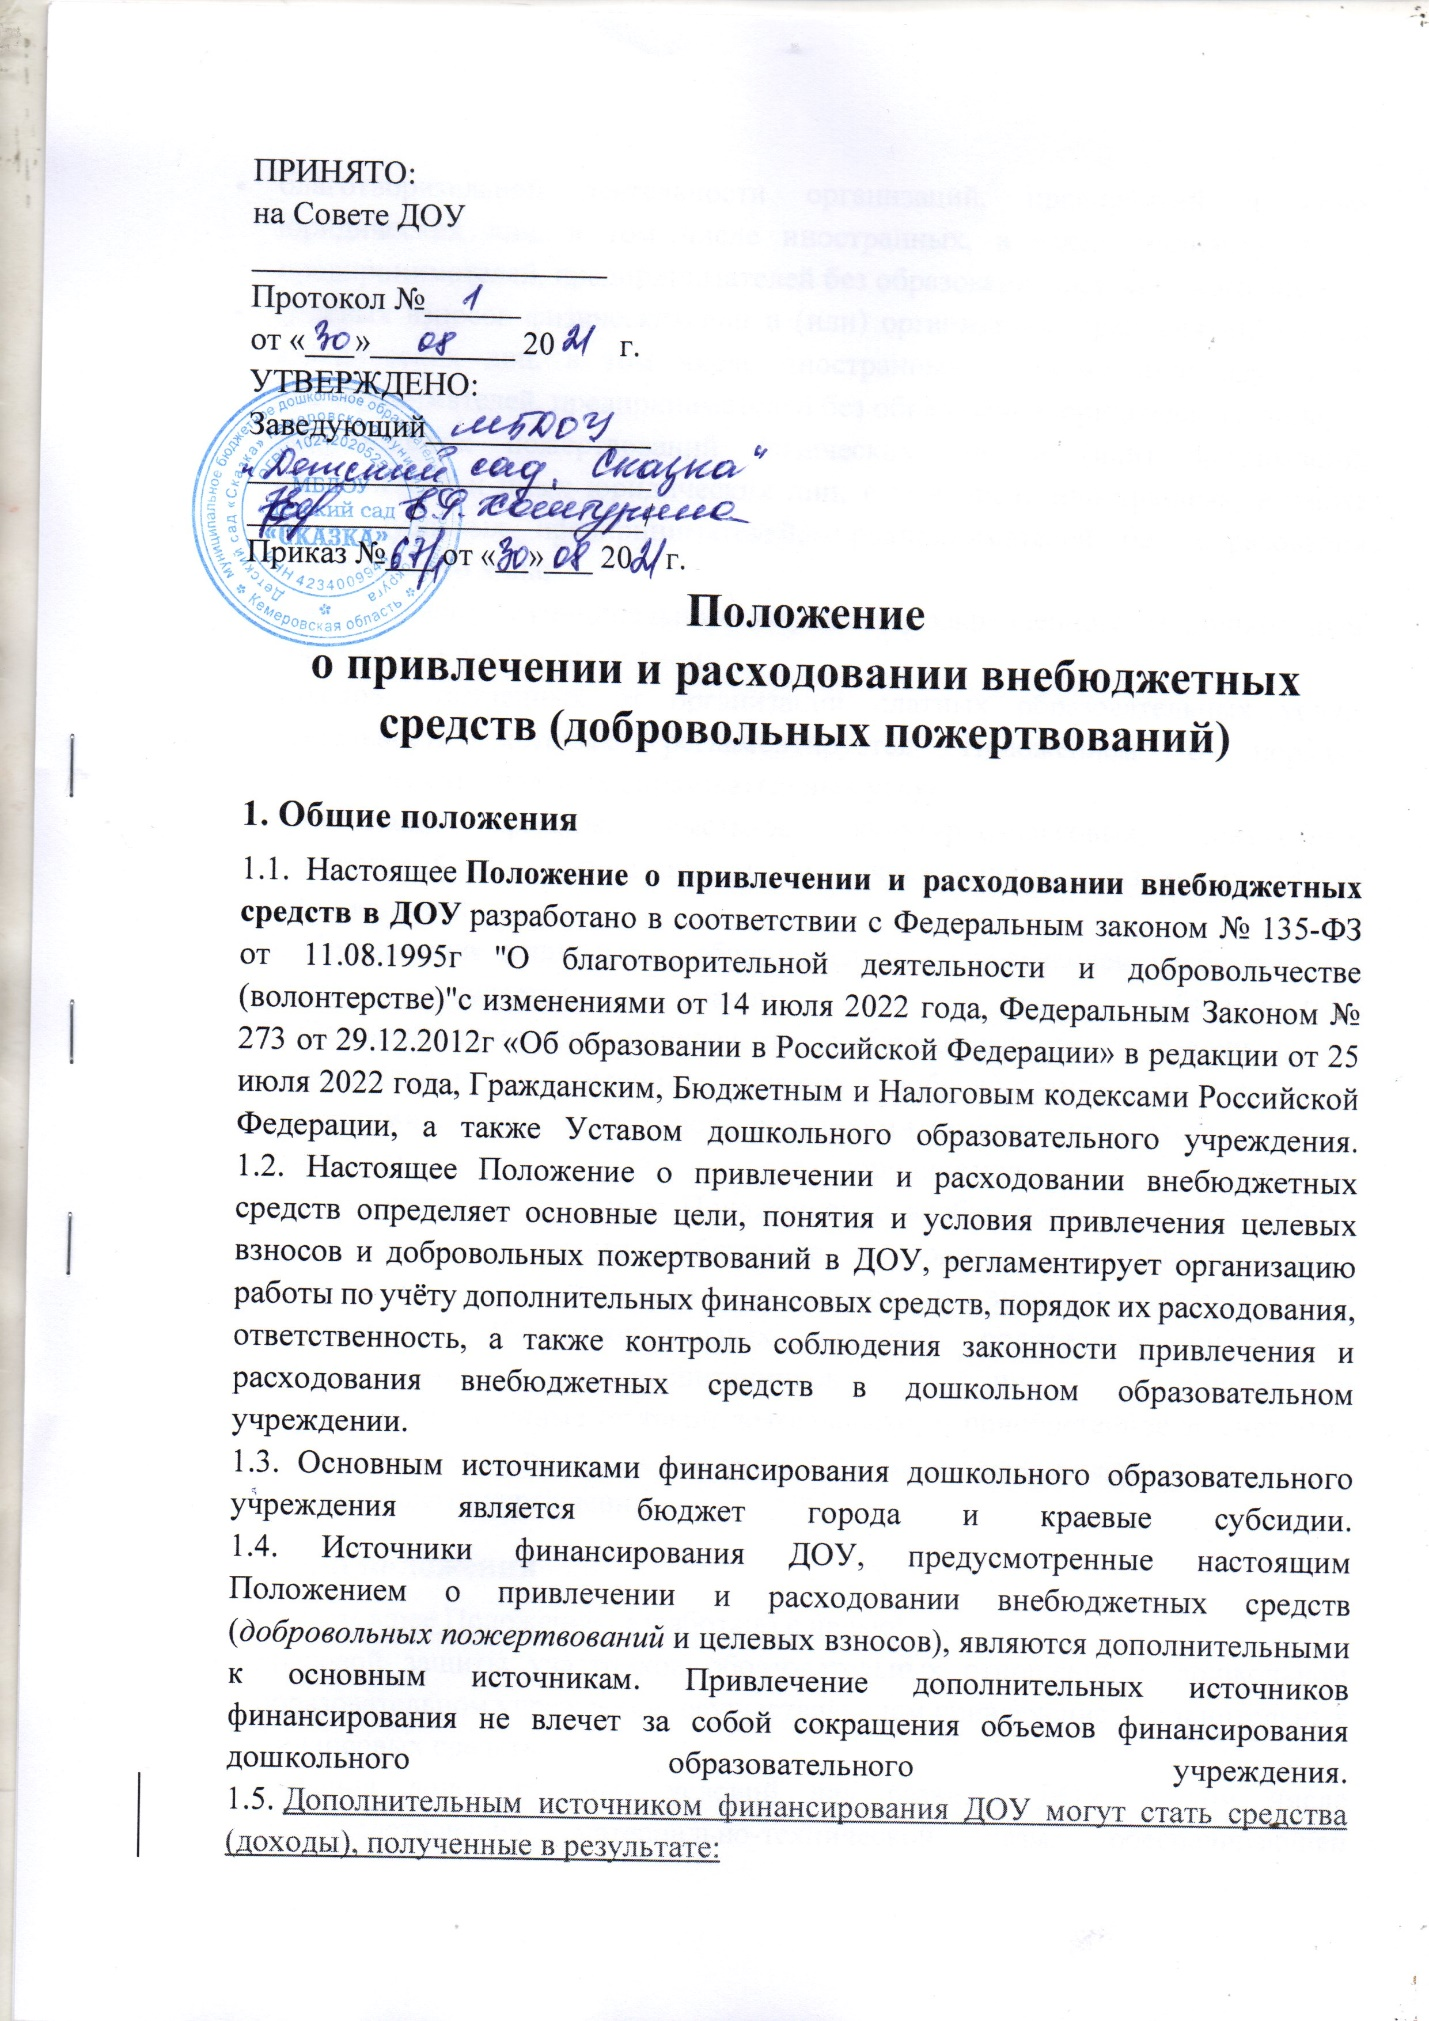 ПРИНЯТО:
на Совете ДОУ
Протокол № 1
от «30» 08 2021 г.
УТВЕРЖДЕНО:
Заведующий МБДОУ
"Детский сад "Сказка"
Приказ № 67/1 от «30» 08 2021 г.
МБДОУ
детский сад
«СКАЗКА»
Кемеровская область
Положение
о привлечении и расходовании внебюджетных
средств (добровольных пожертвований)
1. Общие положения
1.1. Настоящее Положение о привлечении и расходовании внебюджетных
средств в ДОУ разработано в соответствии с Федеральным законом № 135-ФЗ
от 11.08.1995г "О благотворительной деятельности и добровольчестве
(волонтерстве)"с изменениями от 14 июля 2022 года, Федеральным Законом №
273 от 29.12.2012г «Об образовании в Российской Федерации» в редакции от 25
июля 2022 года, Гражданским, Бюджетным и Налоговым кодексами Российской
Федерации, а также Уставом дошкольного образовательного учреждения.
1.2. Настоящее Положение о привлечении и расходовании внебюджетных
средств определяет основные цели, понятия и условия привлечения целевых
взносов и добровольных пожертвований в ДОУ, регламентирует организацию
работы по учёту дополнительных финансовых средств, порядок их расходования,
ответственность, а также контроль соблюдения законности привлечения и
расходования внебюджетных средств в дошкольном образовательном
учреждении.
1.3. Основным источниками финансирования дошкольного образовательного
учреждения является бюджет города и краевые субсидии.
1.4. Источники финансирования ДОУ, предусмотренные настоящим
Положением о привлечении и расходовании внебюджетных средств
(добровольных пожертвований и целевых взносов), являются дополнительными
к основным источникам. Привлечение дополнительных источников
финансирования не влечет за собой сокращения объемов финансирования
дошкольного образовательного учреждения.
1.5. Дополнительным источником финансирования ДОУ могут стать средства
(доходы), полученные в результате: